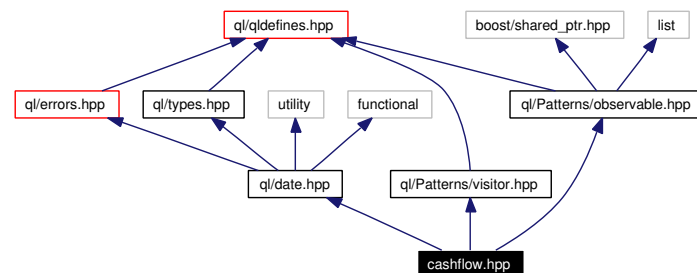 ql/qldefines.hpp
boost/shared_ptr.hpp
list
ql/errors.hpp
ql/types.hpp
utility
functional
ql/Patterns/observable.hpp
ql/date.hpp
ql/Patterns/visitor.hpp
cashflow.hpp